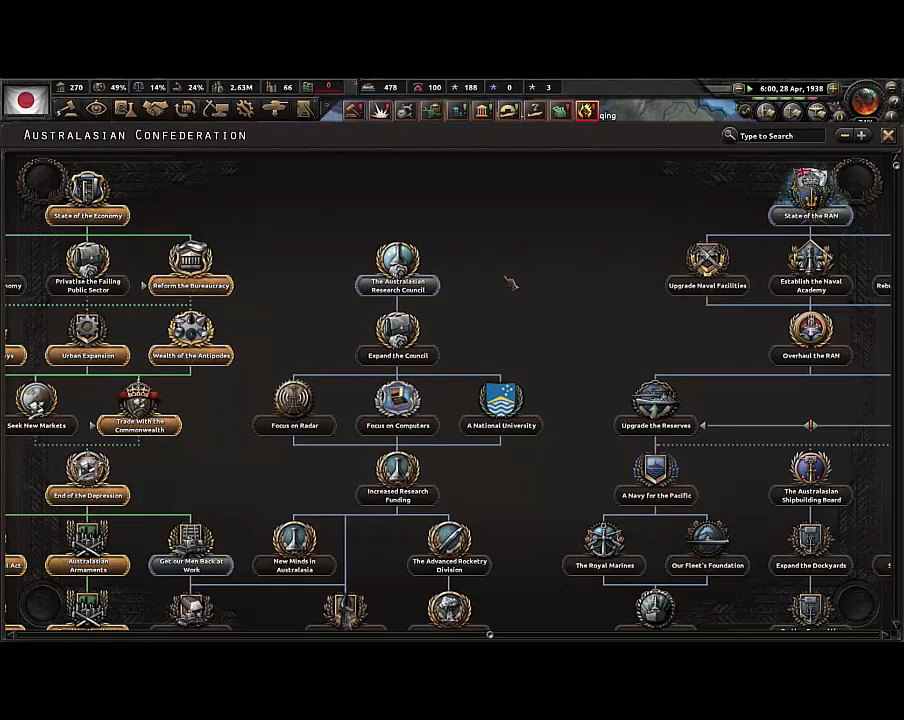 270 49% 14% 24% 2.63M 66 0 478 100 188 0 3 6:00, 28 Apr, 1938
qing
AUSTRALASIAN CONFEDERATION Type to Search
State of the Economy
State of the RAN
Privatise the Failing
Public Sector
Reform the Bureaucracy
The Australasian
Research Council
Upgrade Naval Facilities
Establish the Naval
Academy
Urban Expansion
Wealth of the Antipodes
Expand the Council
Overhaul the RAN
Seek New Markets
Trade With the
Commonwealth
Focus on Radar
Focus on Computers
A National University
Upgrade the Reserves
End of the Depression
Increased Research
Funding
A Navy for the Pacific
The Australasian
Shipbuilding Board
Act
Australasian
Armaments
Get our Men Back at
Work
New Minds in
Australasia
The Advanced Rocketry
Division
The Royal Marines
Our Fleet's Foundation
Expand the Dockyards